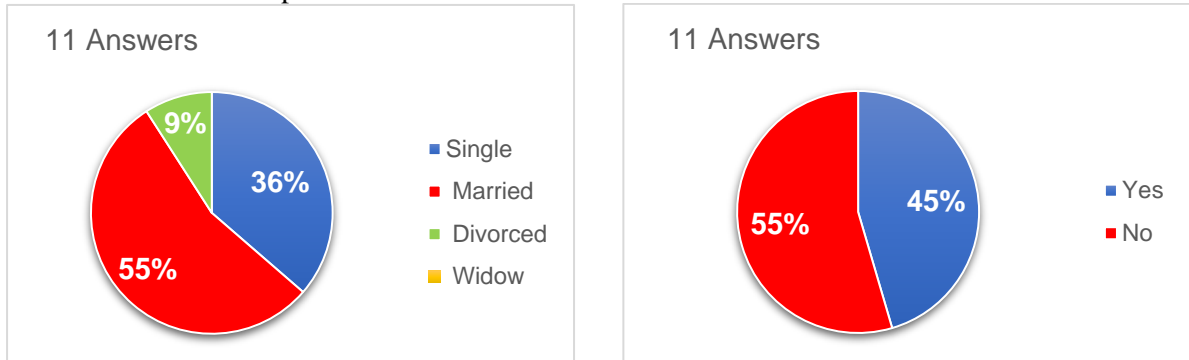 11 Answers
9%
36%
55%
Single
Married
Divorced
Widow
11 Answers
45%
55%
Yes
No